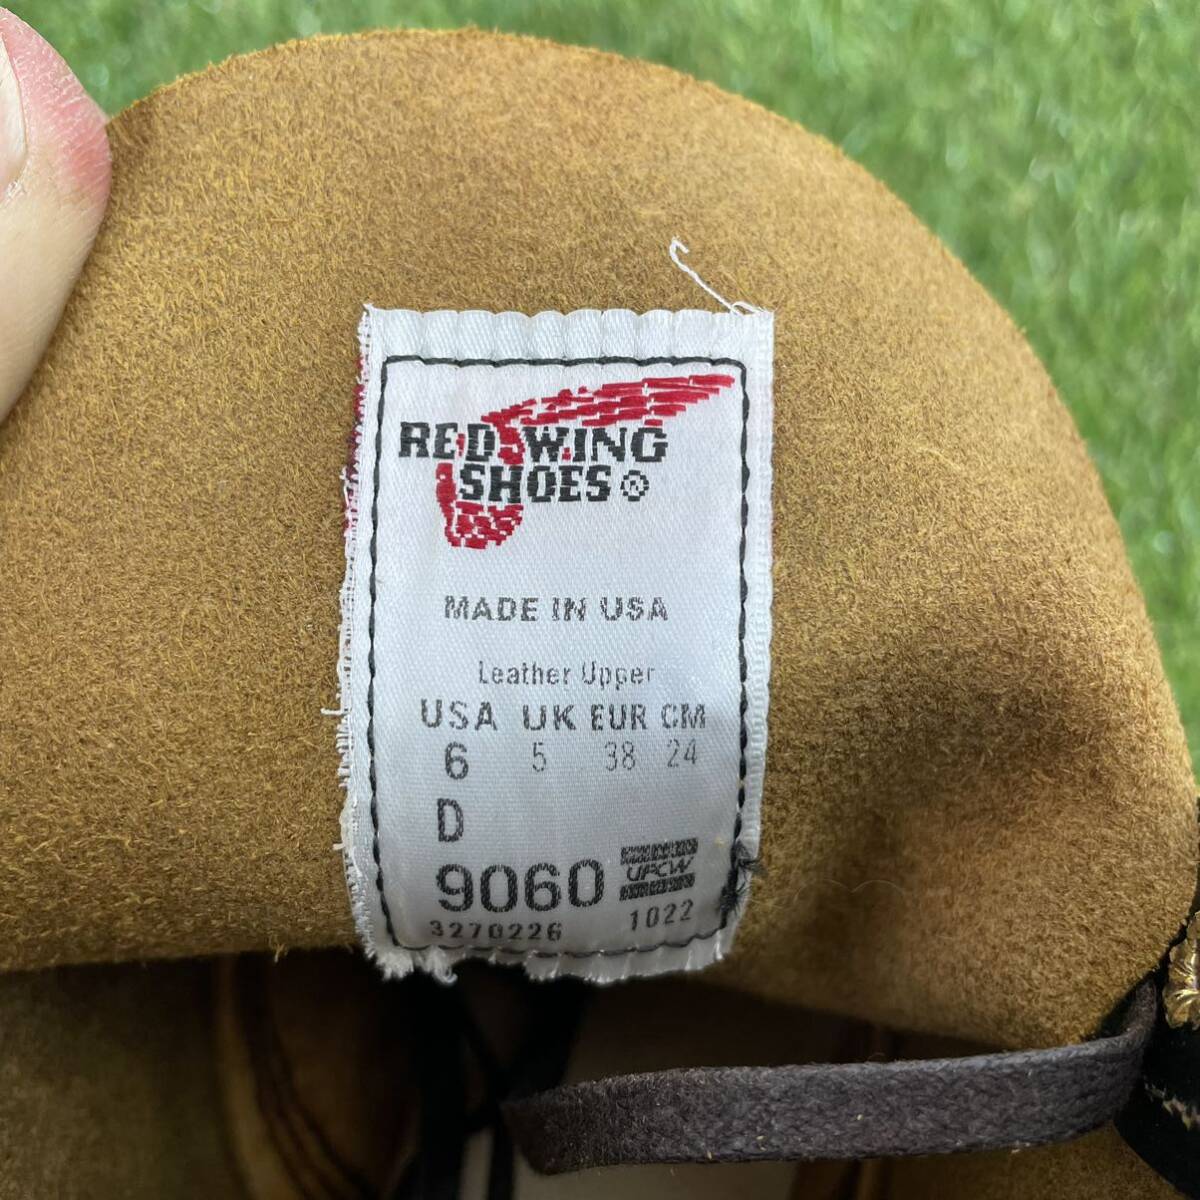 RED WING
SHOES ®
MADE IN USA
Leather Upper
USA UK EUR CM
6 5 38 24
D
UFCW
9060
3270226 1022